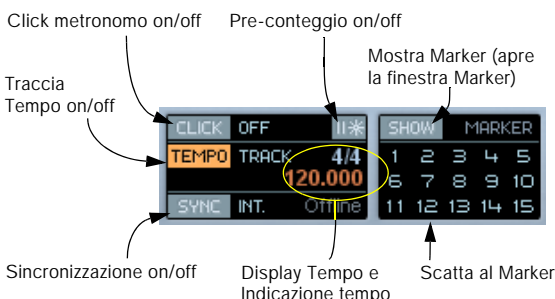 Click metronomo on/off
Pre-conteggio on/off
Mostra Marker (apre
la finestra Marker)
Traccia
Tempo on/off
CLICK OFF
SHOW MARKER
TEMPO TRACK 4/4
1 2 3 4 5
120.000
6 7 8 9 10
SYNC INT. Offline
11 12 13 14 15
Sincronizzazione on/off
Display Tempo e
Indicazione tempo
Scatta al Marker